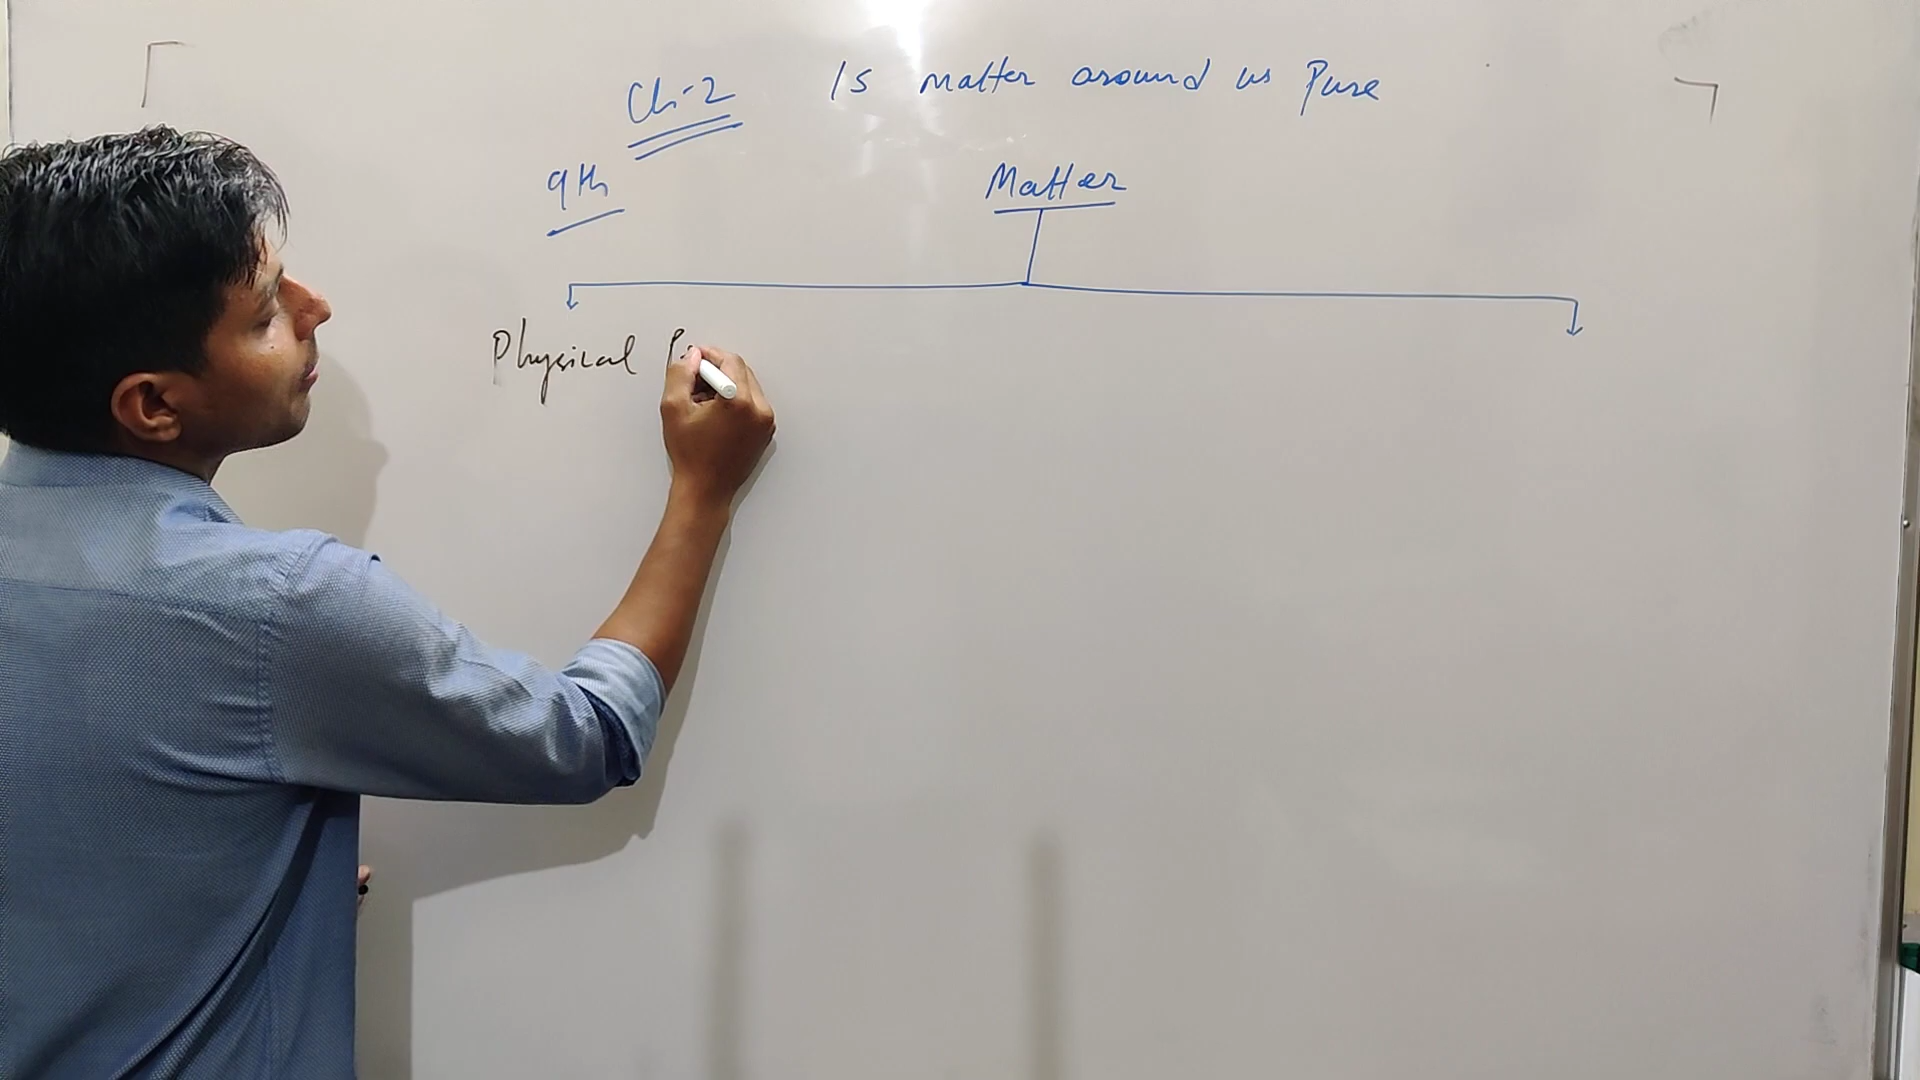 Ch-2 Is matter around us Pure
9th
Matter
Physical